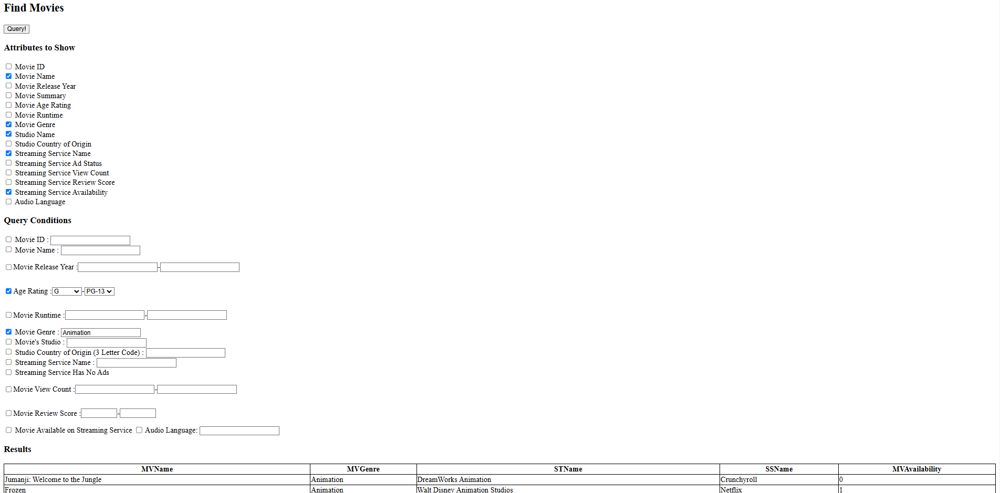 Find Movies
Query!
Attributes to Show
Movie ID
Movie Name
Movie Release Year
Movie Summary
Movie Age Rating
Movie Runtime
Movie Genre
Studio Name
Studio Country of Origin
Streaming Service Name
Streaming Service Ad Status
Streaming Service View Count
Streaming Service Review Score
Streaming Service Availability
Audio Language
Query Conditions
Movie ID :
Movie Name :
Movie Release Year : -
Age Rating : G - PG-13
Movie Runtime : -
Movie Genre : Animation
Movie's Studio :
Studio Country of Origin (3 Letter Code) :
Streaming Service Name :
Streaming Service Has No Ads
Movie View Count : -
Movie Review Score : -
Movie Available on Streaming Service Audio Language:
Results
MVName MVGenre STName SSName MVAvailability
Jumanji: Welcome to the Jungle Animation DreamWorks Animation Crunchyroll 0
Frozen Animation Walt Disney Animation Studios Netflix 1